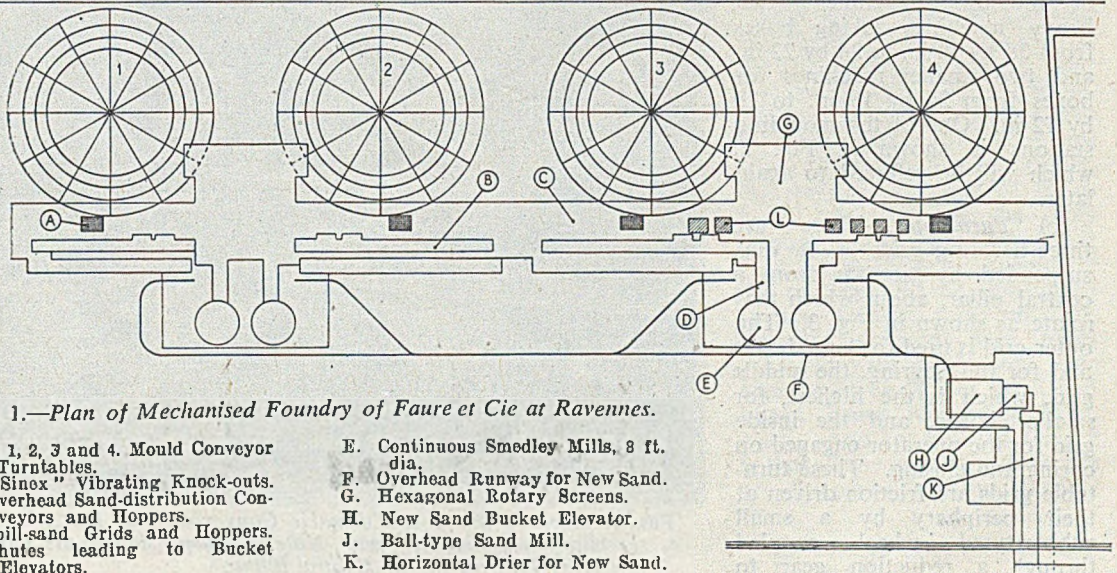 1
2
3
4
G
B
C
A
L
D
E
F
H J
K
1.—Plan of Mechanised Foundry of Faure et Cie at Ravennes.
1, 2, 3 and 4. Mould Conveyor
Turntables.
Sinex" Vibrating Knock-outs.
verhead Sand-distribution Con-
veyors and Hoppers.
pill-sand Grids and Hoppers.
hutes leading to Bucket
Elevators.
E. Continuous Smedley Mills, 8 ft.
dia.
F. Overhead Runway for New Sand.
G. Hexagonal Rotary Screens.
H. New Sand Bucket Elevator.
J. Ball-type Sand Mill.
K. Horizontal Drier for New Sand.